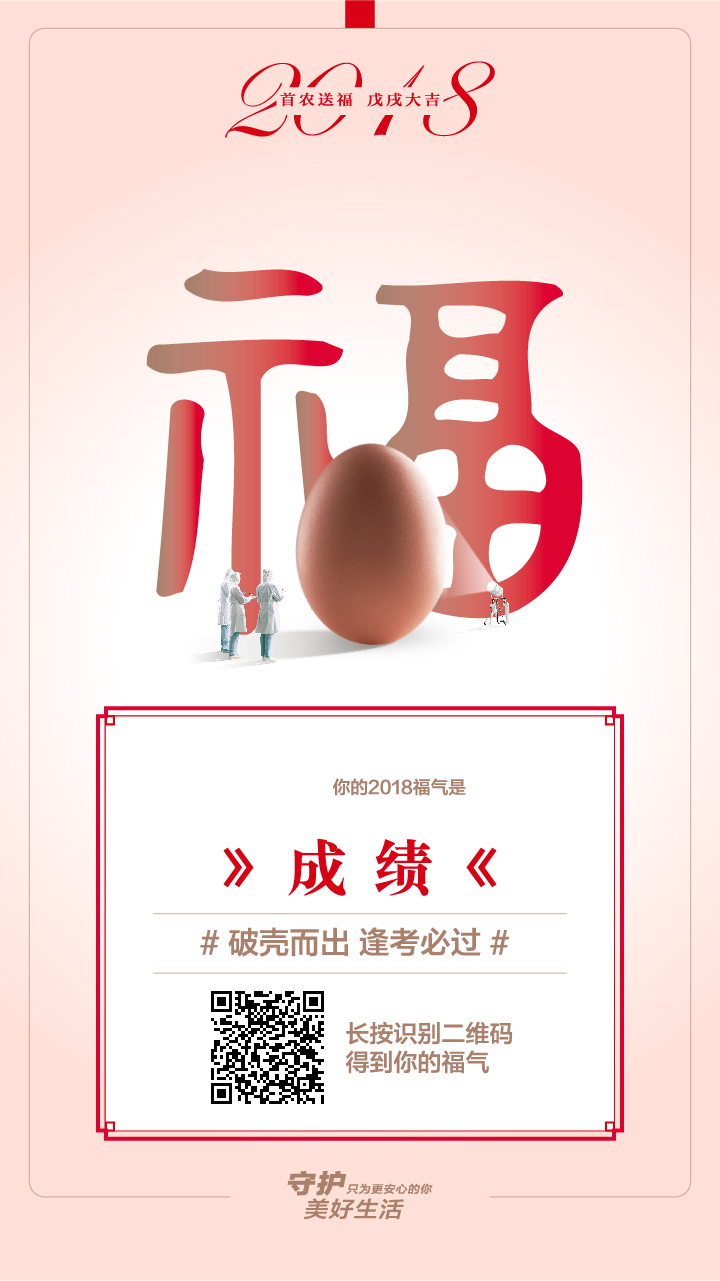 2018
首农送福 戊戌大吉
福
你的2018福气是
》成绩《
# 破壳而出 逢考必过 #
长按识别二维码
得到你的福气
守护只为更安心的你
美好生活